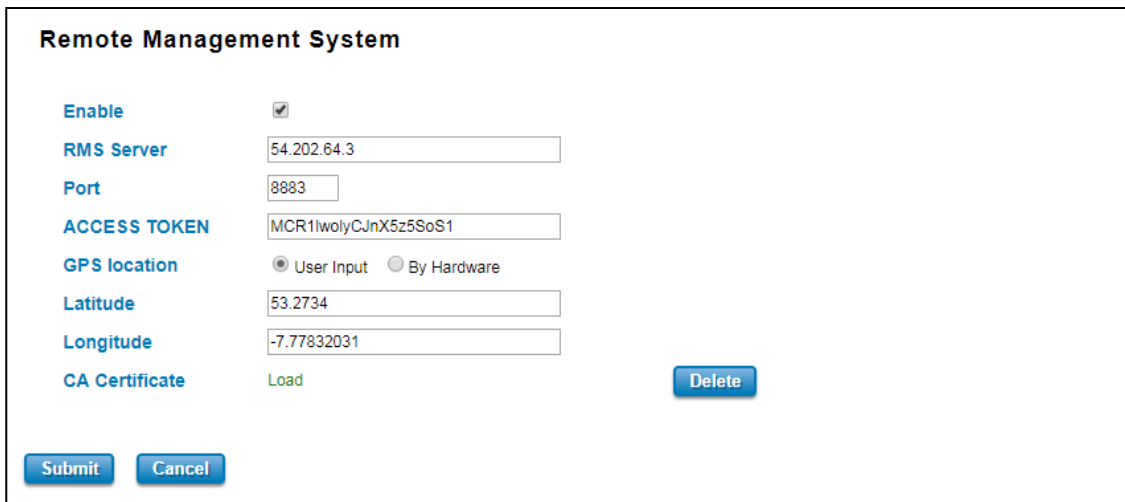 Remote Management System
Enable
RMS Server 54.202.64.3
Port 8883
ACCESS TOKEN MCR1lwolyCJnX5z5SoS1
GPS location User Input By Hardware
Latitude 53.2734
Longitude -7.77832031
CA Certificate Load Delete
Submit Cancel